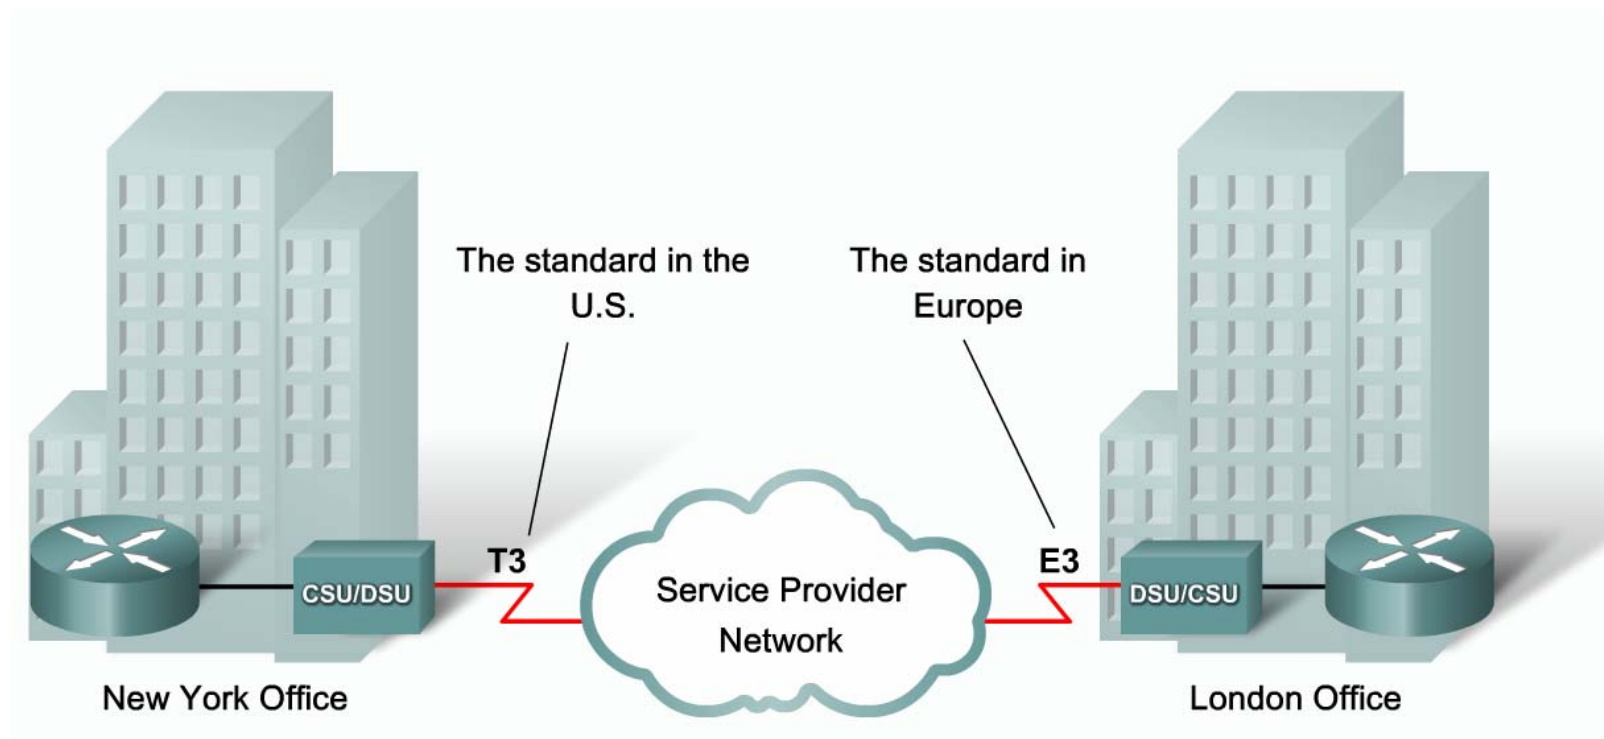 The standard in the
U.S.
The standard in
Europe
T3
E3
CSU/DSU
Service Provider
Network
DSU/CSU
New York Office
London Office